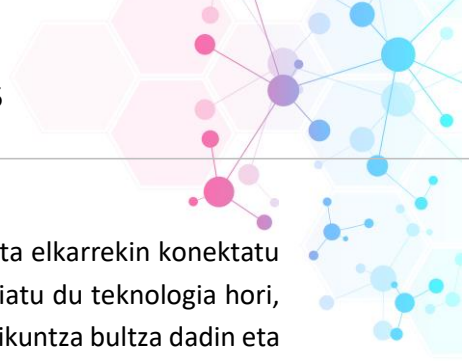 ta elkarrekin konektatu
iatu du teknologia hori,
ikuntza bultza dadin eta